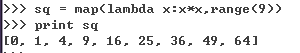 >>> sq = map(lambda x:x*x,range(9))
>>> print sq
[0, 1, 4, 9, 16, 25, 36, 49, 64]